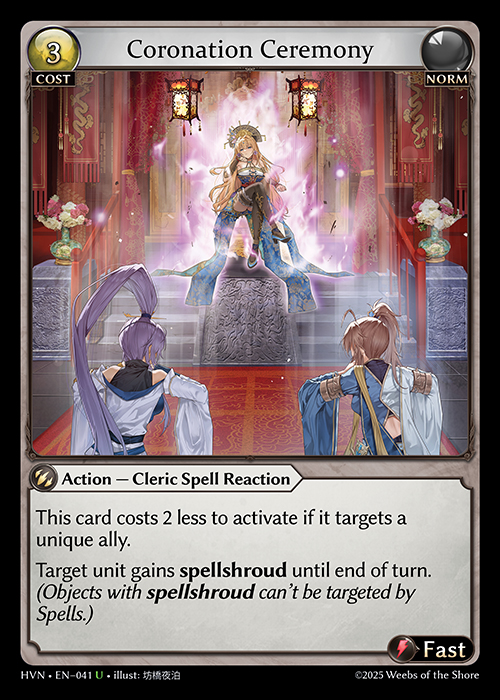 3
Coronation Ceremony
COST
NORM
Action — Cleric Spell Reaction
This card costs 2 less to activate if it targets a
unique ally.
Target unit gains spellshroud until end of turn.
(Objects with spellshroud can't be targeted by
Spells.)
Fast
HVN • EN-041 U • illust: 坊橋夜泊
©2025 Weebs of the Shore